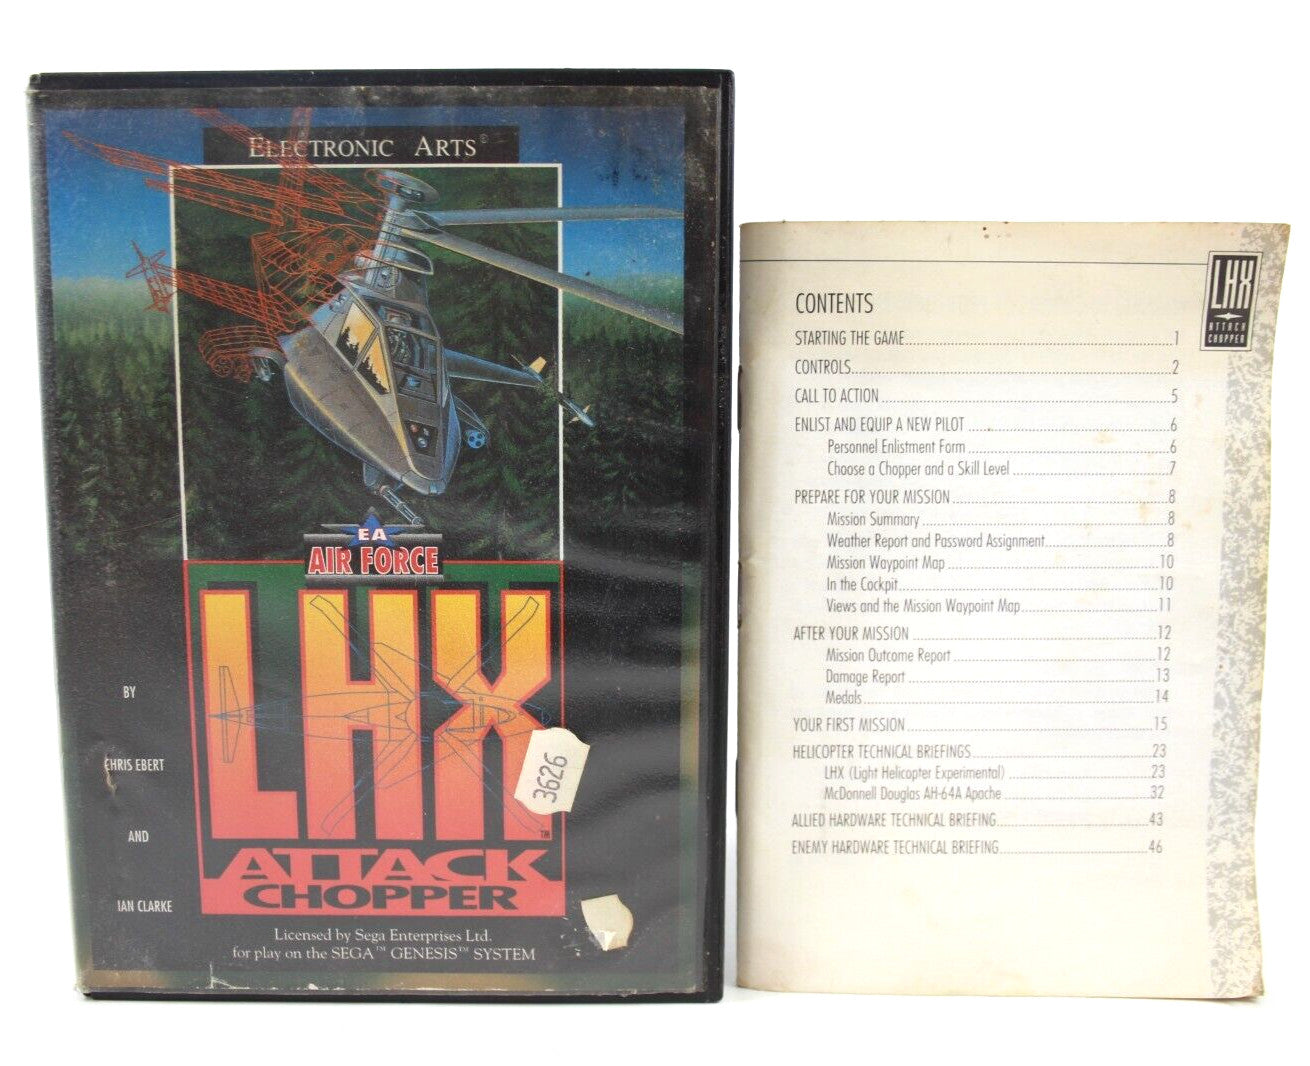 ELECTRONIC ARTS®
EA
AIR FORCE
LHX
™
ATTACK
CHOPPER
BY
CHRIS EBERT
AND
IAN CLARKE
3626
Licensed by Sega Enterprises Ltd.
for play on the SEGA™ GENESIS™ SYSTEM
LHX
ATTACK
CHOPPER
CONTENTS
STARTING THE GAME........1
CONTROLS........2
CALL TO ACTION........5
ENLIST AND EQUIP A NEW PILOT........6
Personnel Enlistment Form........6
Choose a Chopper and a Skill Level........7
PREPARE FOR YOUR MISSION........8
Mission Summary........8
Weather Report and Password Assignment........8
Mission Waypoint Map........10
In the Cockpit........10
Views and the Mission Waypoint Map........11
AFTER YOUR MISSION........12
Mission Outcome Report........12
Damage Report........13
Medals........14
YOUR FIRST MISSION........15
HELICOPTER TECHNICAL BRIEFINGS........23
LHX (Light Helicopter Experimental)........23
McDonnell Douglas AH-64A Apache........32
ALLIED HARDWARE TECHNICAL BRIEFING........43
ENEMY HARDWARE TECHNICAL BRIEFING........46